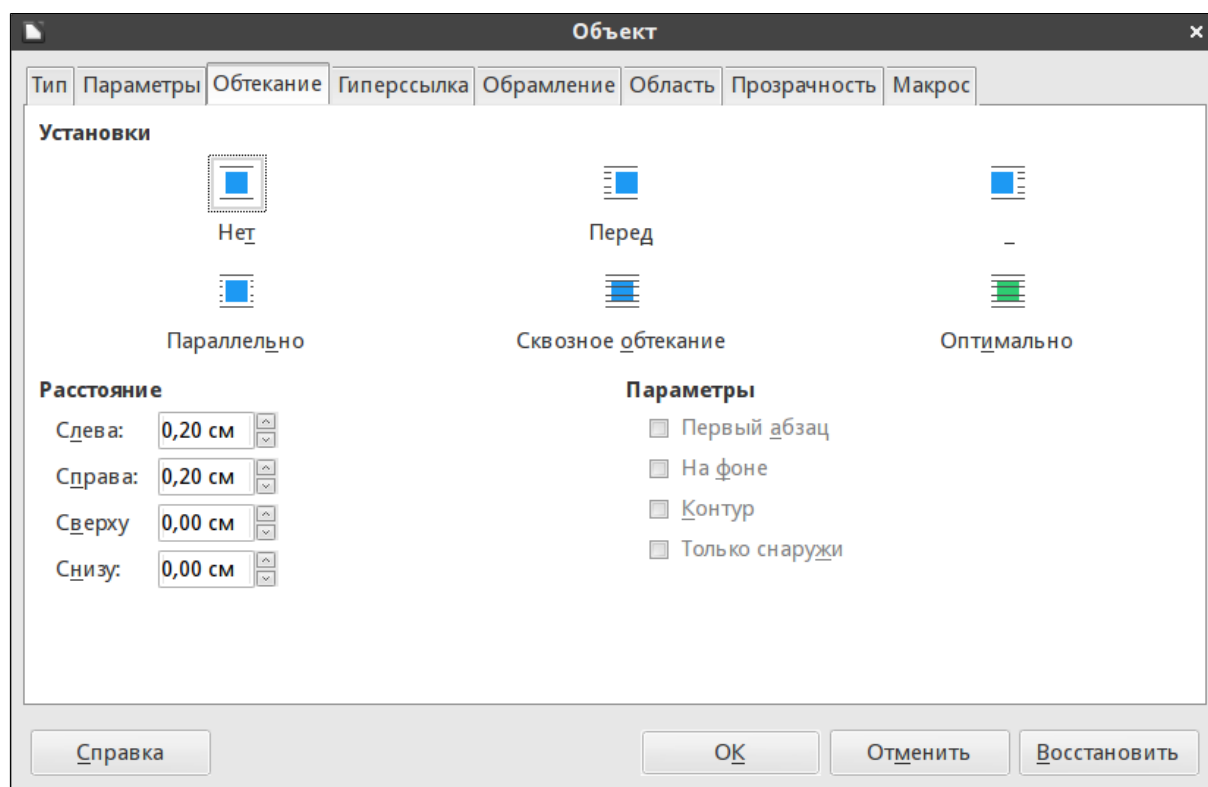 Объект
Тип Параметры Обтекание Гиперссылка Обрамление Область Прозрачность Макрос
Установки
Нет Перед _
Параллельно Сквозное обтекание Оптимально
Расстояние Параметры
Слева: 0,20 см Первый абзац
Справа: 0,20 см На фоне
Сверху 0,00 см Контур
Снизу: 0,00 см Только снаружи
Справка OK Отменить Восстановить